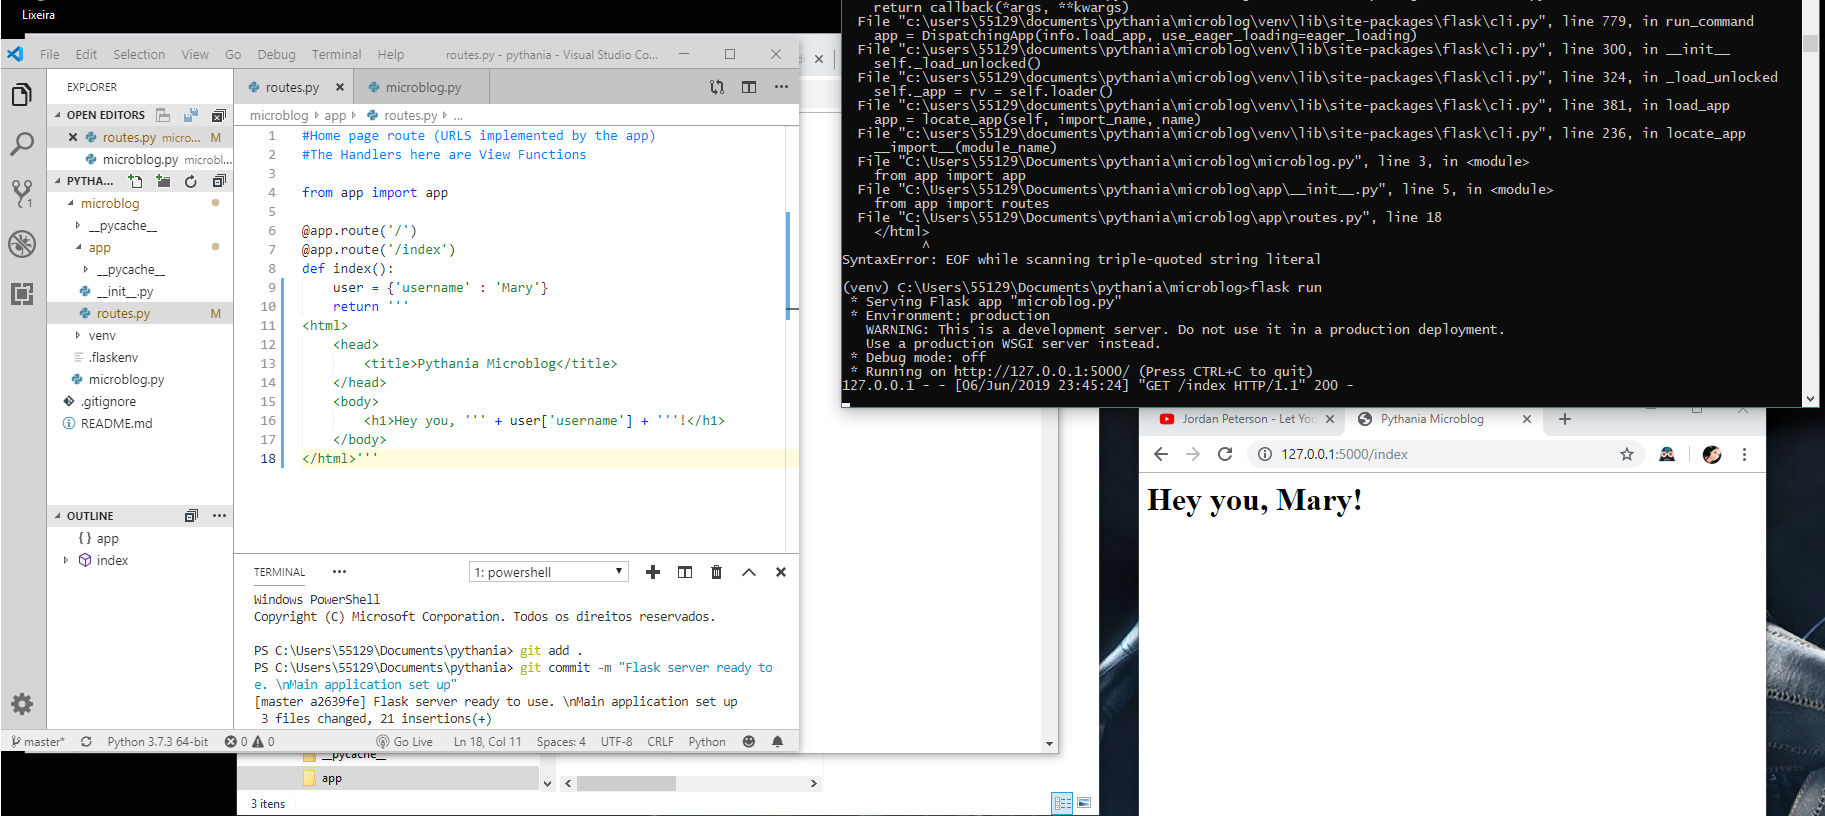 Lixeira
File Edit Selection View Go Debug Terminal Help routes.py - pythania - Visual Studio Co...
EXPLORER
OPEN EDITORS
routes.py micro... M
microblog.py microbl...
PYTHA...
microblog
__pycache__
app
__pycache__
__init__.py
routes.py M
venv
.flaskenv
microblog.py
.gitignore
README.md
OUTLINE
{ } app
index
1
routes.py microblog.py
microblog app routes.py ...
1 #Home page route (URLS implemented by the app)
2 #The Handlers here are View Functions
3
4 from app import app
5
6 @app.route('/')
7 @app.route('/index')
8 def index():
9 user = {'username' : 'Mary'}
10 return '''
11 <html>
12 <head>
13 <title>Pythania Microblog</title>
14 </head>
15 <body>
16 <h1>Hey you, ''' + user['username'] + '''!</h1>
17 </body>
18 </html>'''
TERMINAL 1: powershell
Windows PowerShell
Copyright (C) Microsoft Corporation. Todos os direitos reservados.
PS C:\Users\55129\Documents\pythania> git add .
PS C:\Users\55129\Documents\pythania> git commit -m "Flask server ready to
e. \nMain application set up"
[master a2639fe] Flask server ready to use. \nMain application set up
3 files changed, 21 insertions(+)
master* Python 3.7.3 64-bit 0 0 Go Live Ln 18, Col 11 Spaces: 4 UTF-8 CRLF Python
__pycache__
app
3 itens
return callback(*args, **kwargs)
File "c:\users\55129\documents\pythania\microblog\venv\lib\site-packages\flask\cli.py", line 779, in run_command
app = DispatchingApp(info.load_app, use_eager_loading=eager_loading)
File "c:\users\55129\documents\pythania\microblog\venv\lib\site-packages\flask\cli.py", line 300, in __init__
self._load_unlocked()
File "c:\users\55129\documents\pythania\microblog\venv\lib\site-packages\flask\cli.py", line 324, in _load_unlocked
self._app = rv = self.loader()
File "c:\users\55129\documents\pythania\microblog\venv\lib\site-packages\flask\cli.py", line 381, in load_app
app = locate_app(self, import_name, name)
File "c:\users\55129\documents\pythania\microblog\venv\lib\site-packages\flask\cli.py", line 236, in locate_app
__import__(module_name)
File "C:\Users\55129\Documents\pythania\microblog\microblog.py", line 3, in <module>
from app import app
File "C:\Users\55129\Documents\pythania\microblog\app\__init__.py", line 5, in <module>
from app import routes
File "C:\Users\55129\Documents\pythania\microblog\app\routes.py", line 18
</html>
^
SyntaxError: EOF while scanning triple-quoted string literal
(venv) C:\Users\55129\Documents\pythania\microblog>flask run
* Serving Flask app "microblog.py"
* Environment: production
WARNING: This is a development server. Do not use it in a production deployment.
Use a production WSGI server instead.
* Debug mode: off
* Running on http://127.0.0.1:5000/ (Press CTRL+C to quit)
127.0.0.1 - - [06/Jun/2019 23:45:24] "GET /index HTTP/1.1" 200 -
Jordan Peterson - Let You Pythania Microblog
127.0.0.1:5000/index
Hey you, Mary!